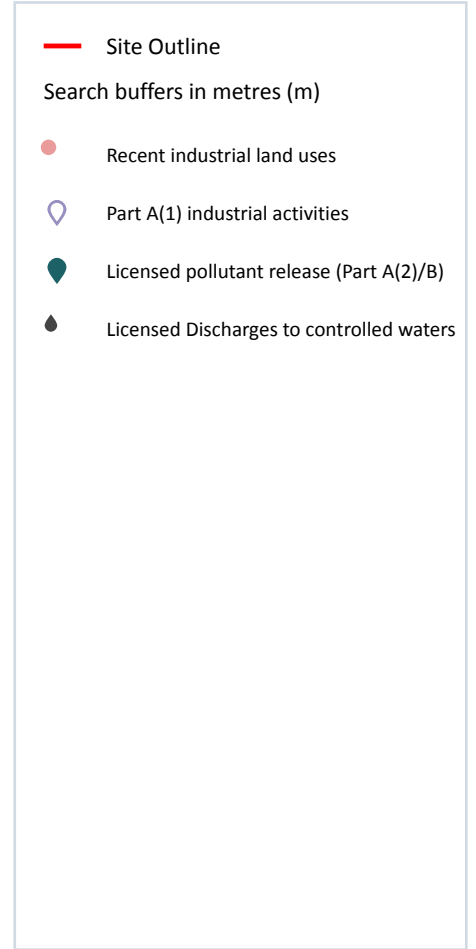 Site Outline
Search buffers in metres (m)
Recent industrial land uses
Part A(1) industrial activities
Licensed pollutant release (Part A(2)/B)
Licensed Discharges to controlled waters